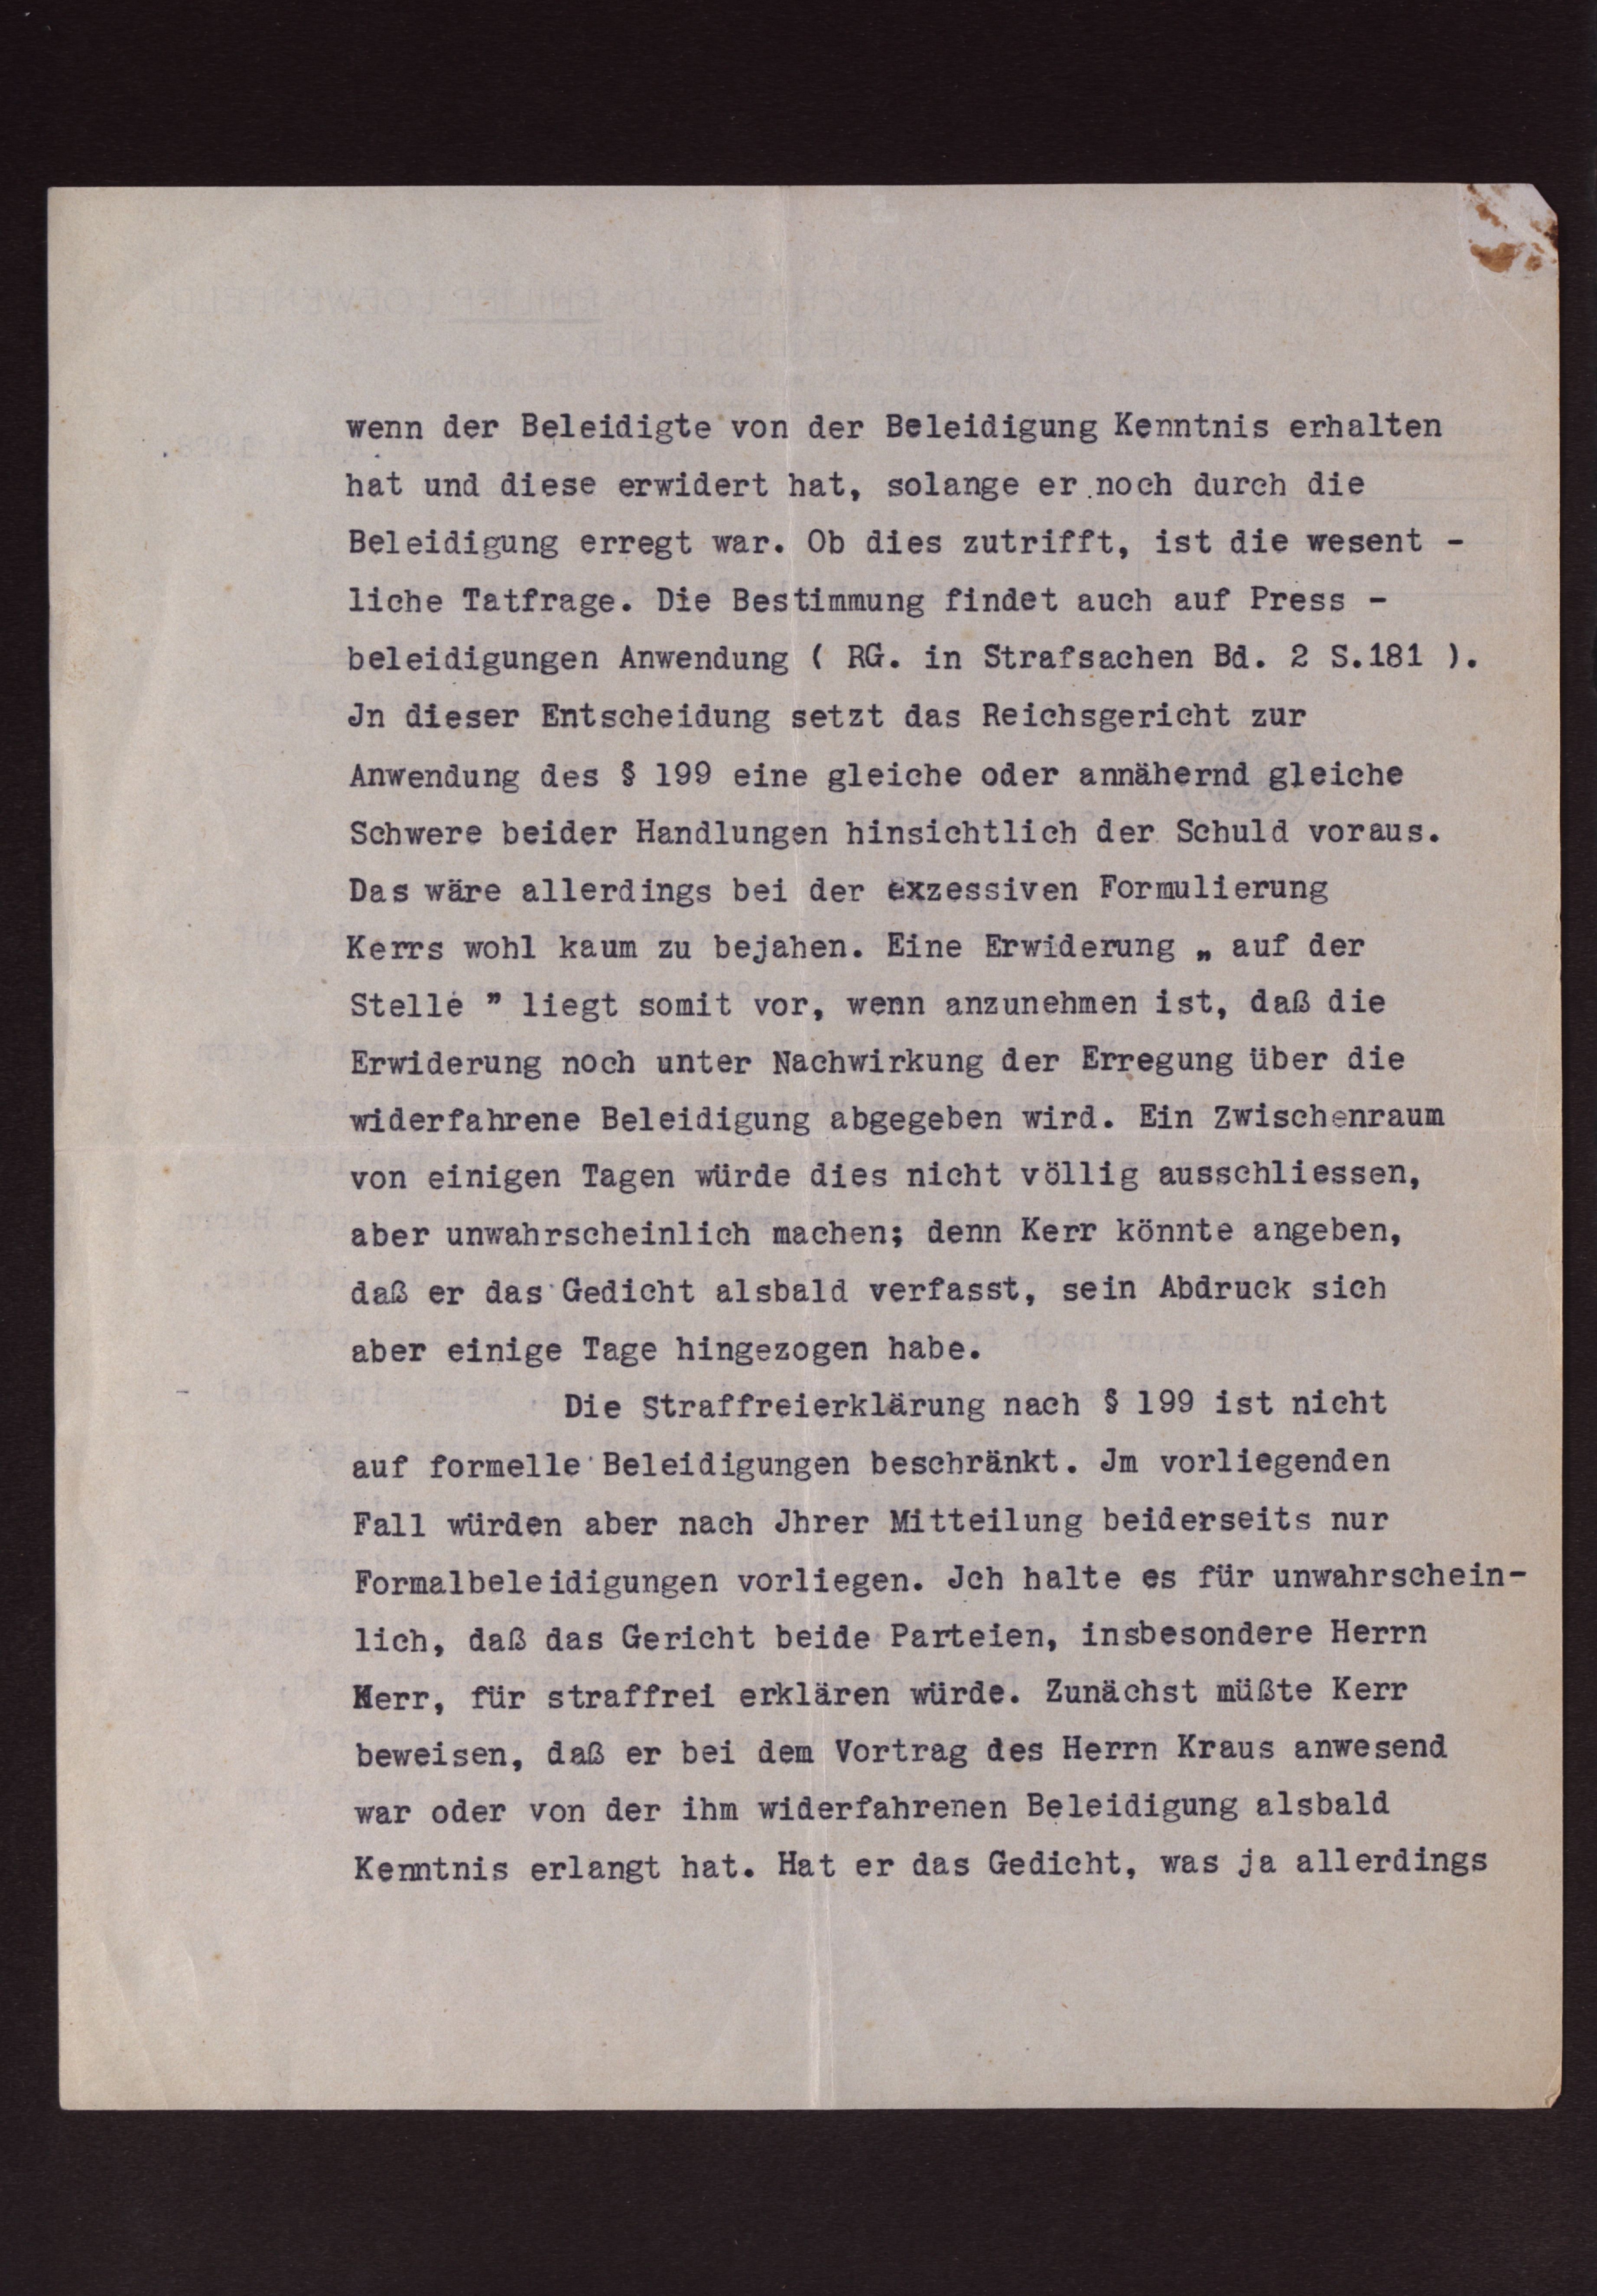 wenn der Beleidigte von der Beleidigung Kenntnis erhalten
hat und diese erwidert hat, solange er noch durch die
Beleidigung erregt war. Ob dies zutrifft, ist die wesent -
liche Tatfrage. Die Bestimmung findet auch auf Press -
beleidigungen Anwendung ( RG. in Strafsachen Bd. 2 S.181 ).
Jn dieser Entscheidung setzt das Reichsgericht zur
Anwendung des § 199 eine gleiche oder annähernd gleiche
Schwere beider Handlungen hinsichtlich der Schuld voraus.
Das wäre allerdings bei der exzessiven Formulierung
Kerrs wohl kaum zu bejahen. Eine Erwiderung „ auf der
Stelle ” liegt somit vor, wenn anzunehmen ist, daß die
Erwiderung noch unter Nachwirkung der Erregung über die
widerfahrene Beleidigung abgegeben wird. Ein Zwischenraum
von einigen Tagen würde dies nicht völlig ausschliessen,
aber unwahrscheinlich machen; denn Kerr könnte angeben,
daß er das Gedicht alsbald verfasst, sein Abdruck sich
aber einige Tage hingezogen habe.
Die Straffreierklärung nach § 199 ist nicht
auf formelle Beleidigungen beschränkt. Jm vorliegenden
Fall würden aber nach Jhrer Mitteilung beiderseits nur
Formalbeleidigungen vorliegen. Jch halte es für unwahrschein-
lich, daß das Gericht beide Parteien, insbesondere Herrn
Kerr, für straffrei erklären würde. Zunächst müßte Kerr
beweisen, daß er bei dem Vortrag des Herrn Kraus anwesend
war oder von der ihm widerfahrenen Beleidigung alsbald
Kenntnis erlangt hat. Hat er das Gedicht, was ja allerdings